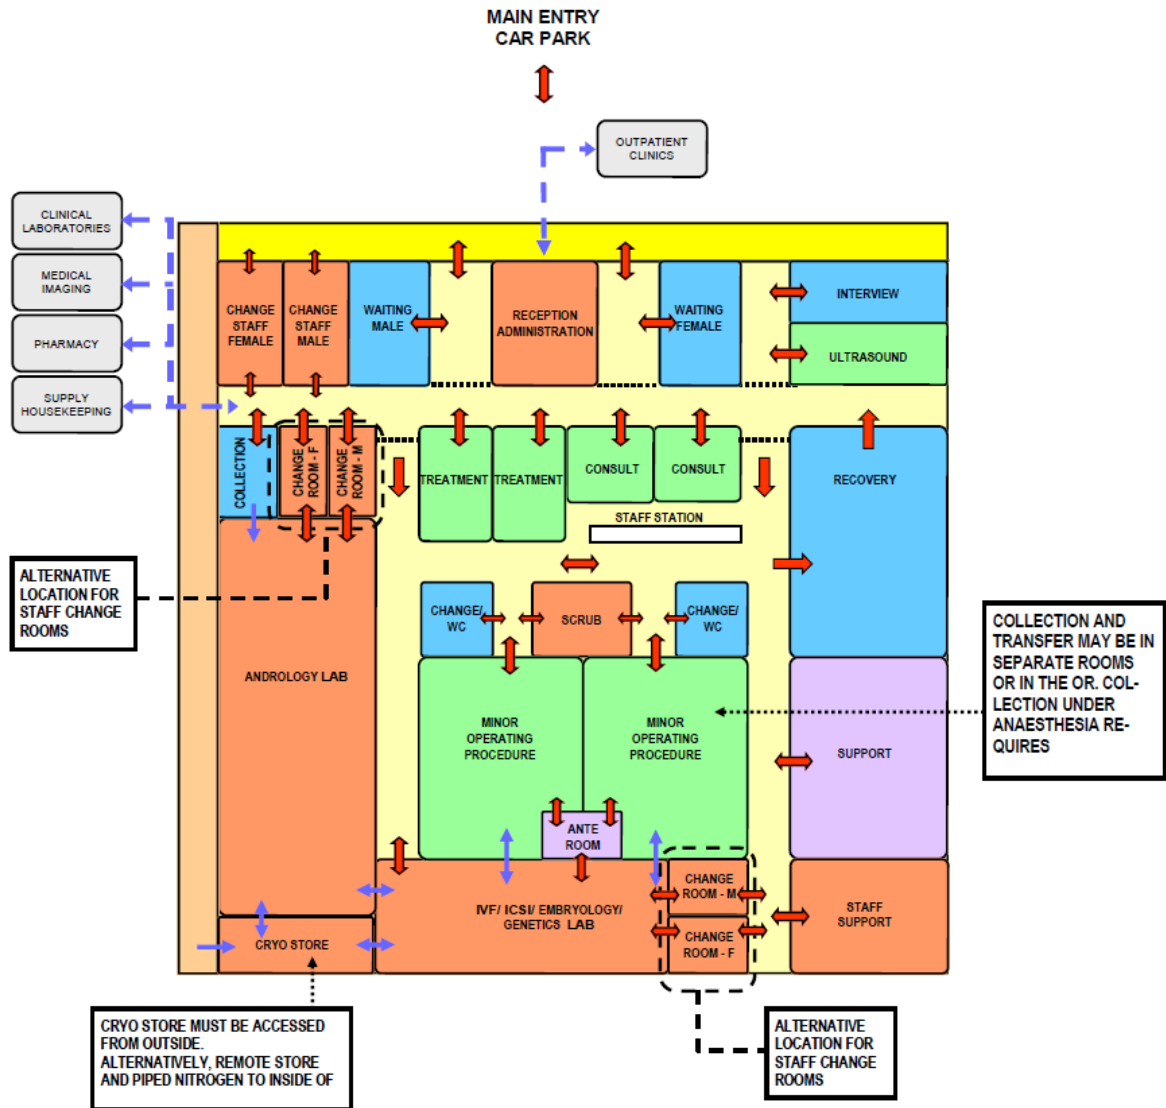 MAIN ENTRY
CAR PARK
OUTPATIENT
CLINICS
CLINICAL
LABORATORIES
MEDICAL
IMAGING
PHARMACY
SUPPLY
HOUSEKEEPING
CHANGE
STAFF
FEMALE
CHANGE
STAFF
MALE
WAITING
MALE
RECEPTION
ADMINISTRATION
WAITING
FEMALE
INTERVIEW
ULTRASOUND
COLLECTION
CHANGE
ROOM - F
CHANGE
ROOM - M
TREATMENT
TREATMENT
CONSULT
CONSULT
RECOVERY
STAFF STATION
ALTERNATIVE
LOCATION FOR
STAFF CHANGE
ROOMS
CHANGE/
WC
SCRUB
CHANGE/
WC
COLLECTION AND
TRANSFER MAY BE IN
SEPARATE ROOMS
OR IN THE OR. COL-
LECTION UNDER
ANAESTHESIA RE-
QUIRES
ANDROLOGY LAB
MINOR
OPERATING
PROCEDURE
MINOR
OPERATING
PROCEDURE
SUPPORT
ANTE
ROOM
CHANGE
ROOM - M
IVF/ ICSI/ EMBRYOLOGY/
GENETICS LAB
CHANGE
ROOM - F
STAFF
SUPPORT
CRYO STORE
CRYO STORE MUST BE ACCESSED
FROM OUTSIDE.
ALTERNATIVELY, REMOTE STORE
AND PIPED NITROGEN TO INSIDE OF
ALTERNATIVE
LOCATION FOR
STAFF CHANGE
ROOMS